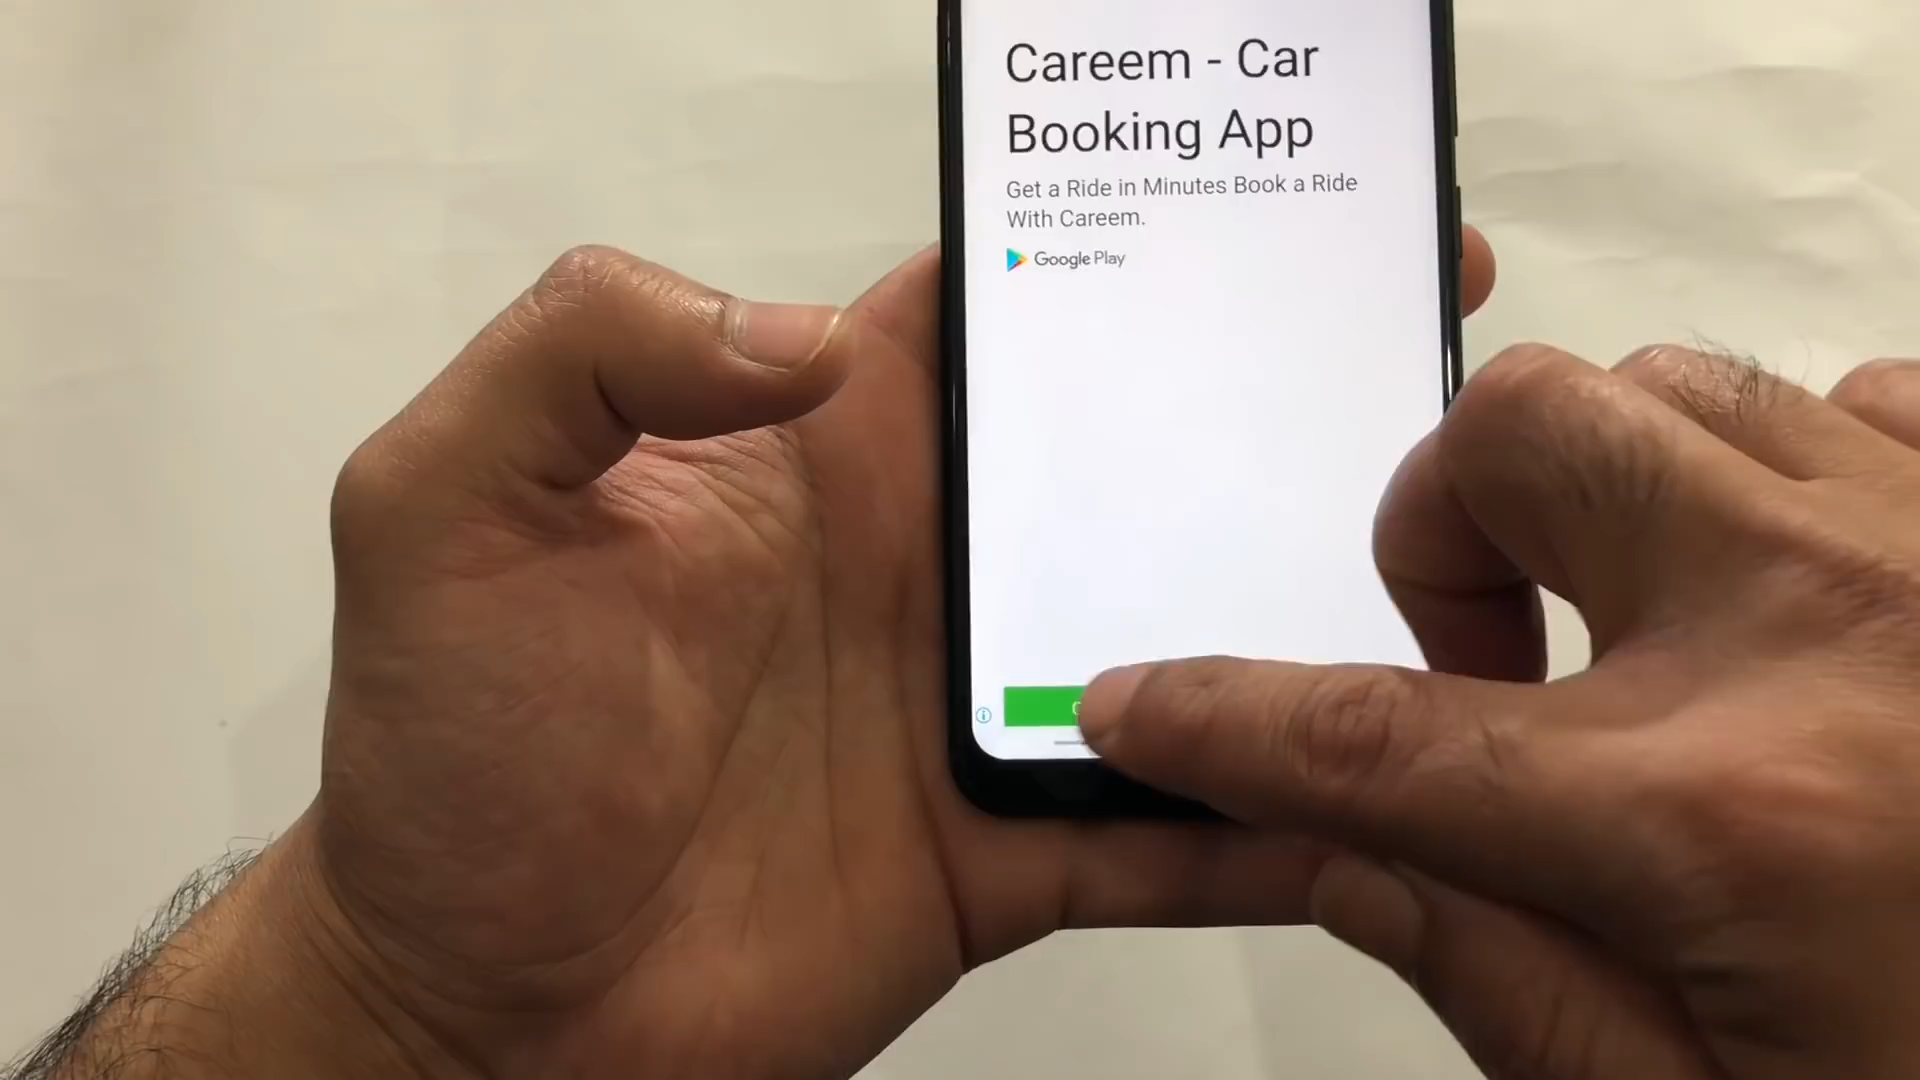 Careem - Car
Booking App
Get a Ride in Minutes Book a Ride
With Careem.
Google Play